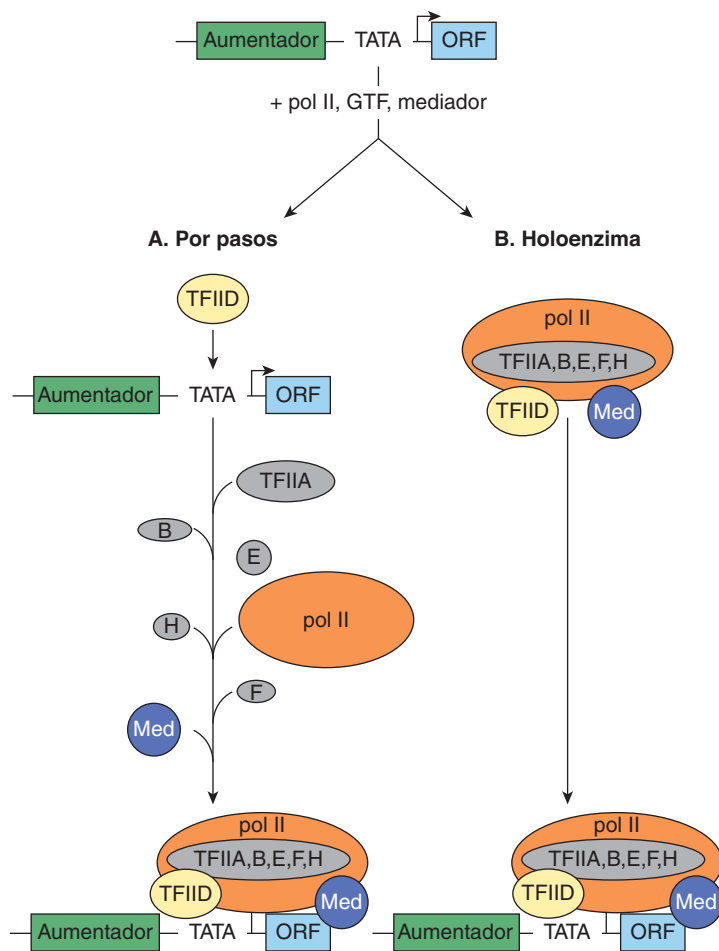 Aumentador TATA ORF
+ pol II, GTF, mediador
A. Por pasos
TFIID
Aumentador TATA ORF
TFIIA
B
E
H
pol II
F
Med
pol II
TFIIA,B,E,F,H
TFIID
Med
Aumentador TATA ORF
B. Holoenzima
pol II
TFIIA,B,E,F,H
TFIID
Med
pol II
TFIIA,B,E,F,H
TFIID
Med
Aumentador TATA ORF